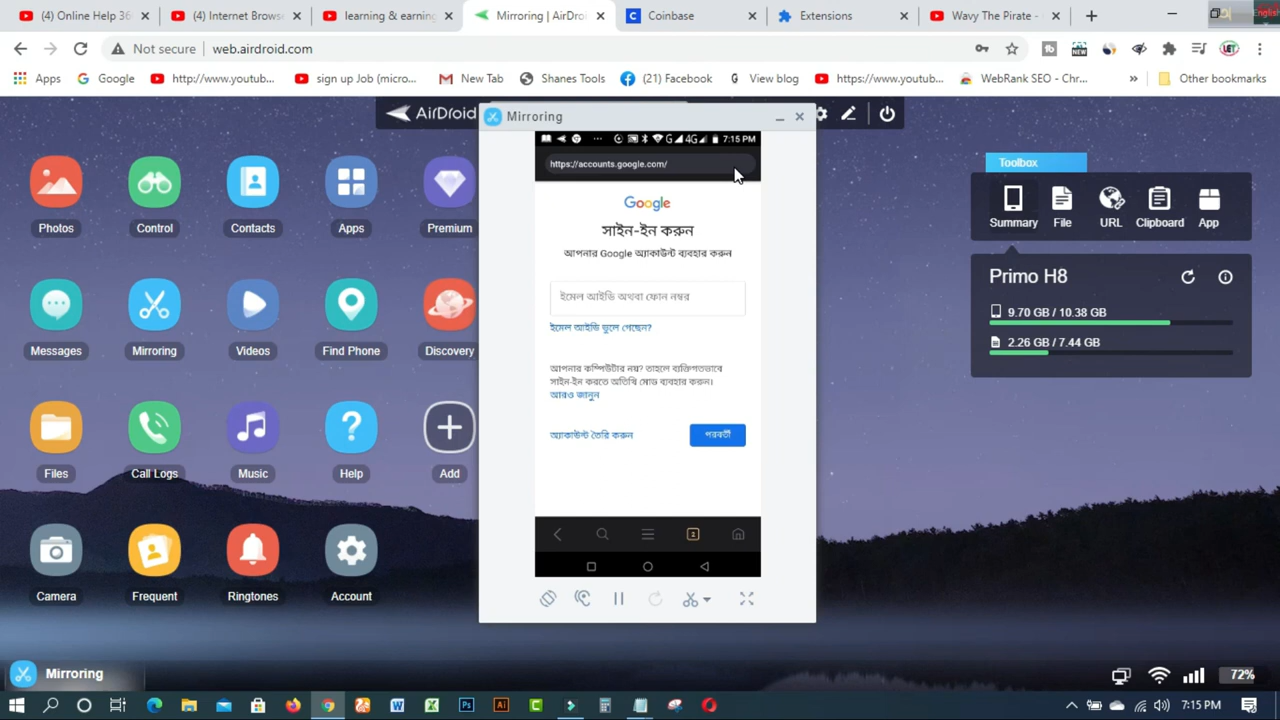 (4) Online Help 36
(4) Internet Brows
learning & earning
Mirroring | AirDro
Coinbase
Extensions
Wavy The Pirate -
English
Not secure
web.airdroid.com
Apps
Google
http://www.youtub...
sign up Job (micro...
New Tab
Shanes Tools
(21) Facebook
View blog
https://www.youtu...
WebRank SEO - Chr...
Other bookmarks
AirDroid
Mirroring
Photos
Control
Contacts
Apps
Premium
Messages
Mirroring
Videos
Find Phone
Discovery
Files
Call Logs
Music
Help
Add
Camera
Frequent
Ringtones
Account
4G
7:15 PM
https://accounts.google.com/
Google
সাইন-ইন করুন
আপনার Google অ্যাকাউন্ট ব্যবহার করুন
ইমেল আইডি অথবা ফোন নম্বর
ইমেল আইডি ভুলে গেছেন?
আপনার কম্পিউটার নয়? তাহলে ব্যক্তিগতভাবে
সাইন-ইন করতে অতিথি মোড ব্যবহার করুন।
আরও জানুন
অ্যাকাউন্ট তৈরি করুন
পরবর্তী
2
Toolbox
Summary
File
URL
Clipboard
App
Primo H8
9.70 GB / 10.38 GB
2.26 GB / 7.44 GB
Mirroring
72%
7:15 PM